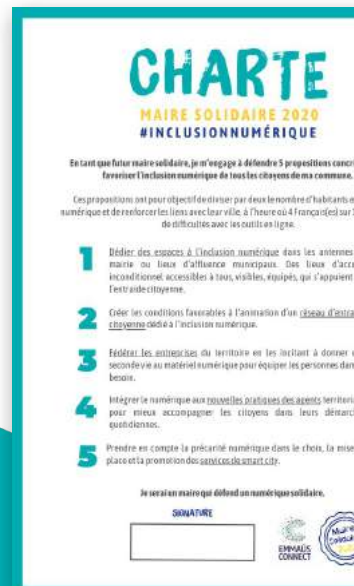 CHARTE
MAIRE SOLIDAIRE 2020
#INCLUSIONNUMÉRIQUE
En tant que futur maire solidaire, je m'engage à défendre 5 propositions
favoriser l'inclusion numérique de tous les citoyens de ma commune.
Ces propositions ont pour objectif de diviser par deux le nombre d'habitants
numérique et de renforcer les liens avec leur ville, à l'heure où 4 Français(es) sur
de difficultés avec les outils en ligne.
1 Dédier des espaces à l'inclusion numérique dans les antennes
mairie ou lieux d'affluence municipaux. Des lieux
inconditionnel accessibles à tous, visibles, équipés, qui s'appuient
l'entraide citoyenne.
2 Créer les conditions favorables à l'animation d'un réseau
citoyenne dédié à l'inclusion numérique.
3 Fédérer les entreprises du territoire en les incitant à donner
seconde vie au matériel numérique pour équiper les personnes
besoin.
4 Intégrer le numérique aux nouvelles pratiques des agents
pour mieux accompagner les citoyens dans leurs
quotidiennes.
5 Prendre en compte la précarité numérique dans le choix, la mise
place et la promotion des services de smart city.
Je serai un maire qui défend un numérique solidaire.
SIGNATURE
EMMAÜS
CONNECT